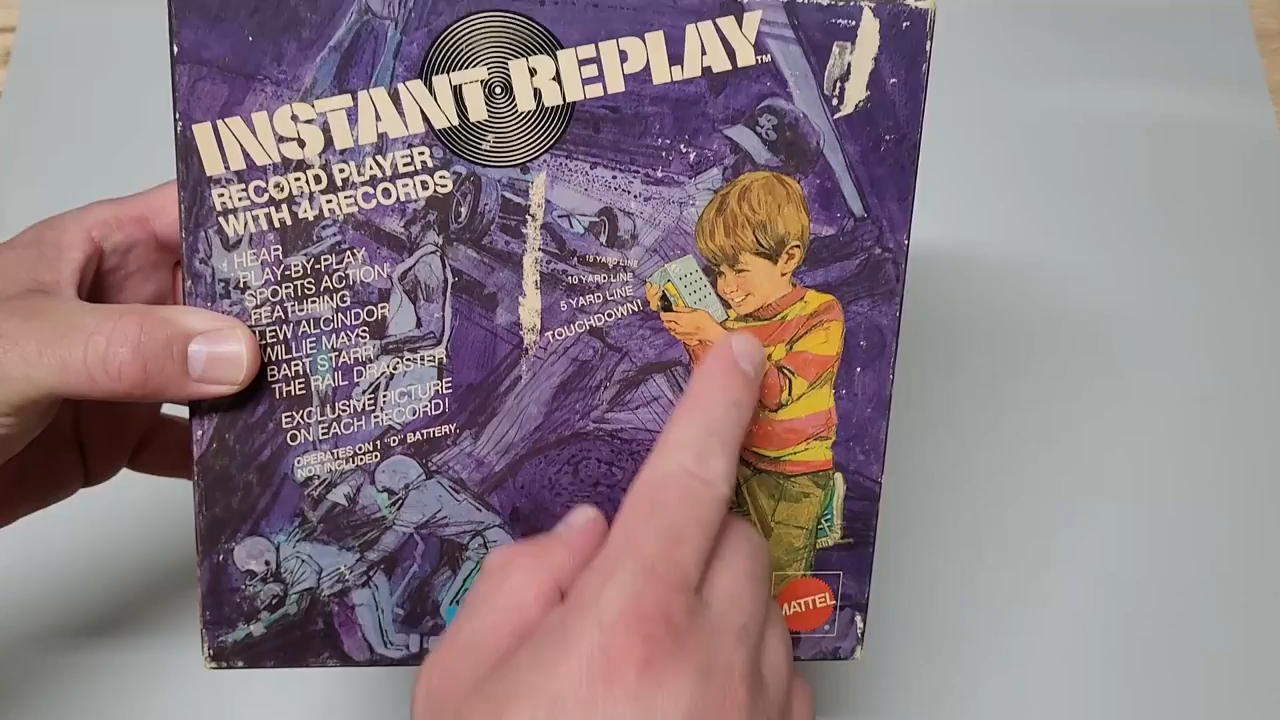 INSTANT REPLAY™
RECORD PLAYER
WITH 4 RECORDS
HEAR
PLAY-BY-PLAY
SPORTS ACTION
FEATURING
LEW ALCINDOR
WILLIE MAYS
BART STARR
THE RAIL DRAGSTER
EXCLUSIVE PICTURE
ON EACH RECORD!
OPERATES ON 1 "D" BATTERY,
NOT INCLUDED
15 YARD LINE
10 YARD LINE
5 YARD LINE
TOUCHDOWN!
MATTEL
®